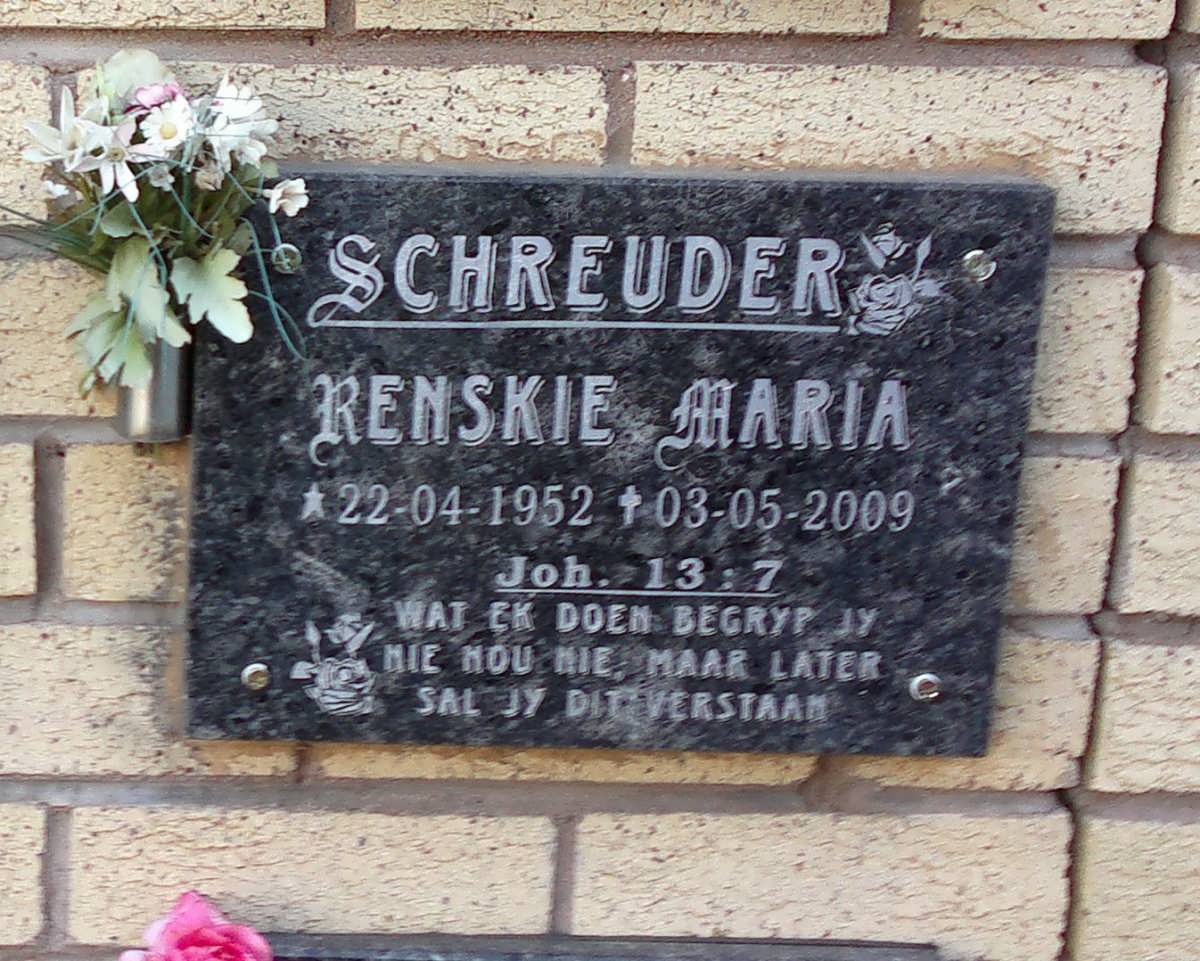 SCHREUDER
RENSKIE MARIA
★22-04-1952 ✝03-05-2009
Joh. 13:7
WAT EK DOEN BEGRYP JY
NIE NOU NIE, MAAR LATER
SAL JY DIT VERSTAAN